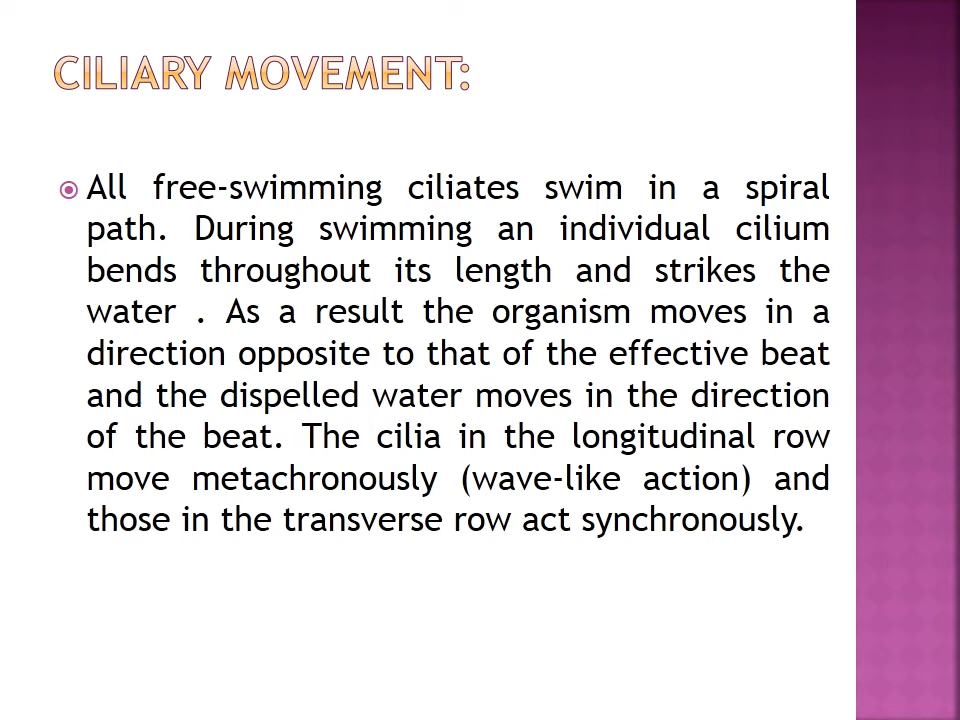 CILIARY MOVEMENT:
All free-swimming ciliates swim in a spiral
path. During swimming an individual cilium
bends throughout its length and strikes the
water . As a result the organism moves in a
direction opposite to that of the effective beat
and the dispelled water moves in the direction
of the beat. The cilia in the longitudinal row
move metachronously (wave-like action) and
those in the transverse row act synchronously.